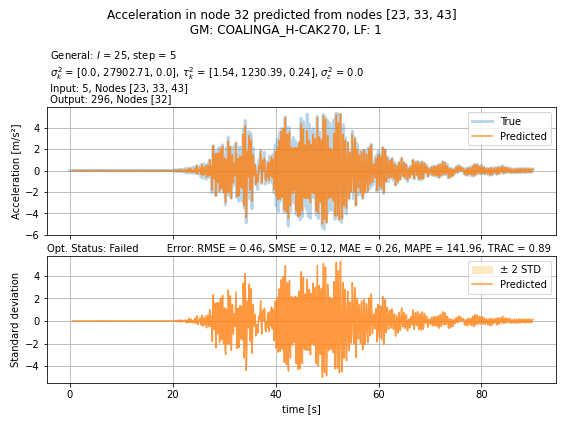 Acceleration in node 32 predicted from nodes [23, 33, 43]
GM: COALINGA_H-CAK270, LF: 1
General: l = 25, step = 5
σ²ₖ = [0.0, 27902.71, 0.0], τ²ₖ = [1.54, 1230.39, 0.24], σ²ε = 0.0
Input: 5, Nodes [23, 33, 43]
Output: 296, Nodes [32]
Acceleration [m/s²]
4
2
0
−2
−4
−6
True
Predicted
Opt. Status: Failed
Error: RMSE = 0.46, SMSE = 0.12, MAE = 0.26, MAPE = 141.96, TRAC = 0.89
Standard deviation
4
2
0
−2
−4
± 2 STD
Predicted
0 20 40 60 80
time [s]